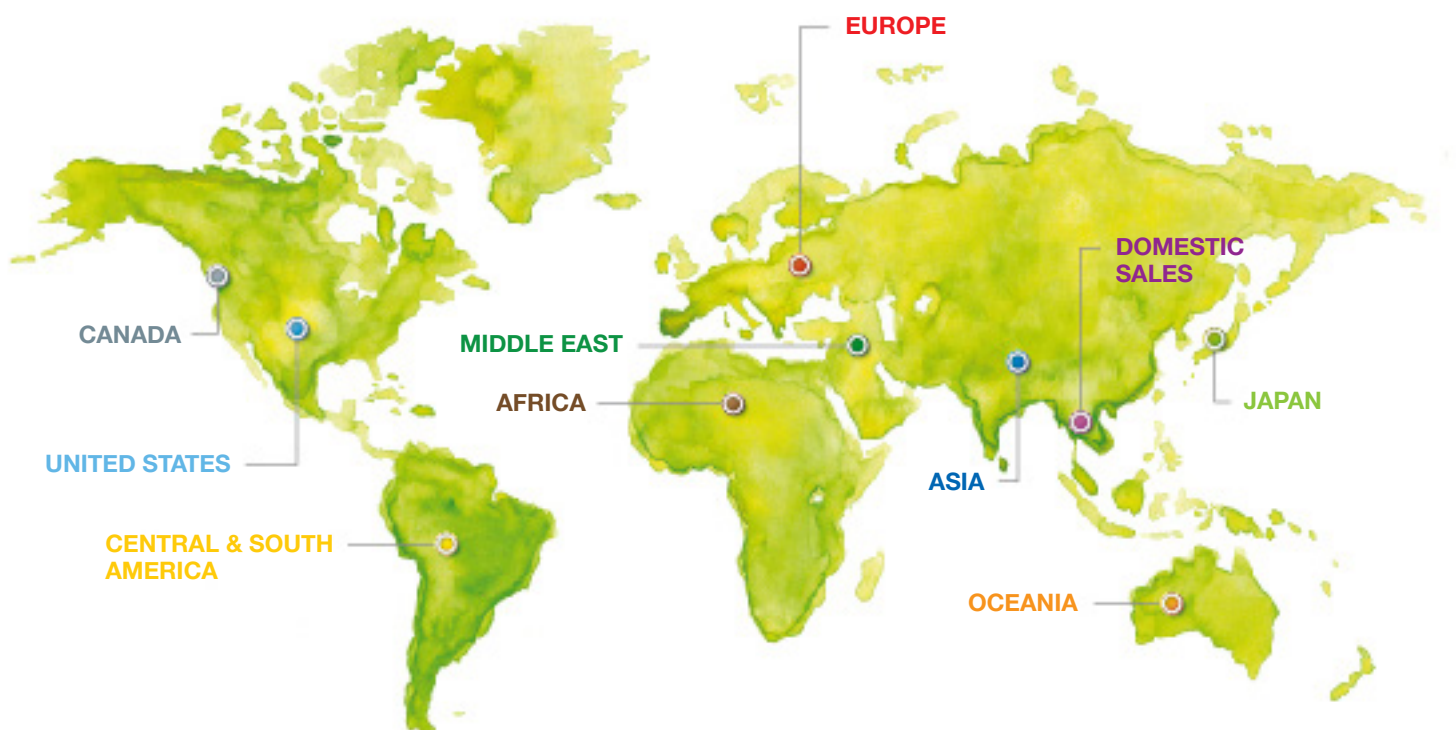 EUROPE
DOMESTIC
SALES
CANADA
MIDDLE EAST
AFRICA
JAPAN
UNITED STATES
ASIA
CENTRAL & SOUTH
AMERICA
OCEANIA